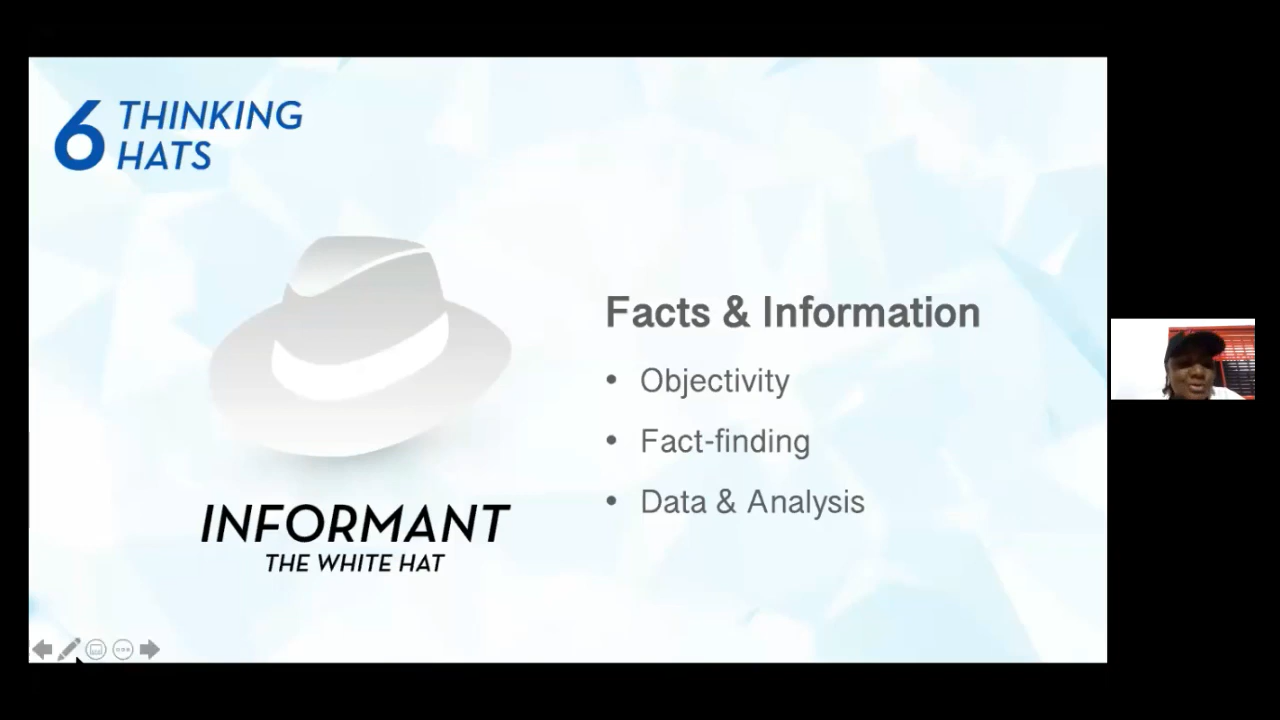 6 THINKING
HATS
Facts & Information
• Objectivity
• Fact-finding
• Data & Analysis
INFORMANT
THE WHITE HAT